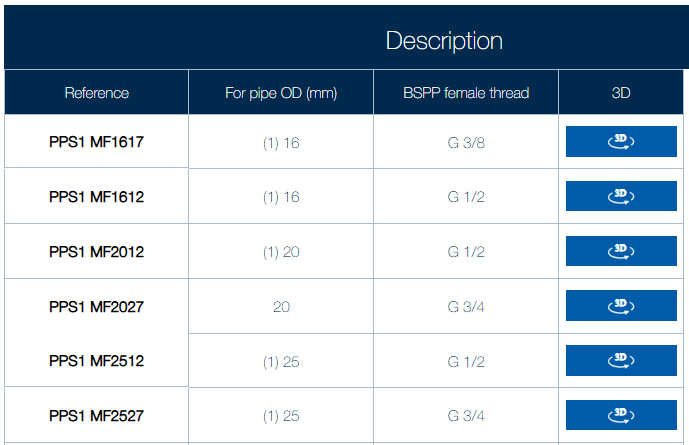 Description
Reference For pipe OD (mm) BSPP female thread 3D
PPS1 MF1617 (1) 16 G 3/8 3D
PPS1 MF1612 (1) 16 G 1/2 3D
PPS1 MF2012 (1) 20 G 1/2 3D
PPS1 MF2027 20 G 3/4 3D
PPS1 MF2512 (1) 25 G 1/2 3D
PPS1 MF2527 (1) 25 G 3/4 3D